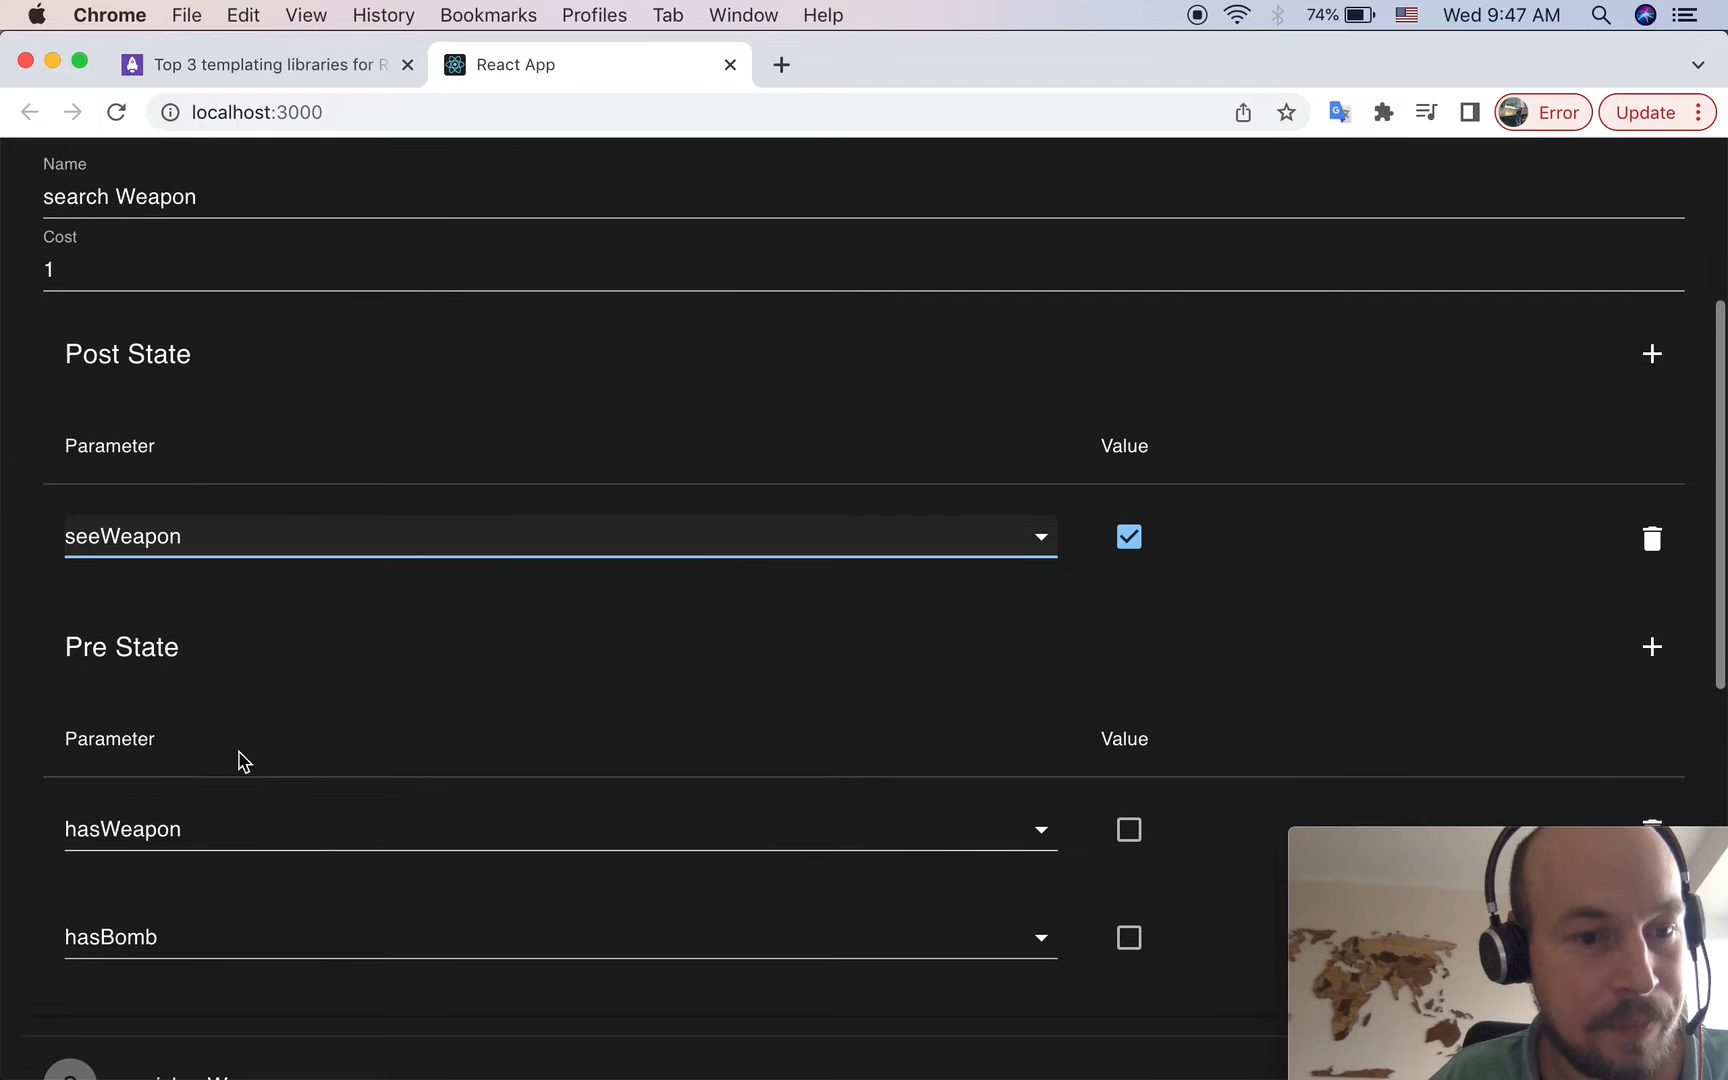 Chrome File Edit View History Bookmarks Profiles Tab Window Help 74% Wed 9:47 AM
Top 3 templating libraries for R React App
localhost:3000 Error Update
Name
search Weapon
Cost
1
Post State
Parameter Value
seeWeapon
Pre State
Parameter Value
hasWeapon
hasBomb